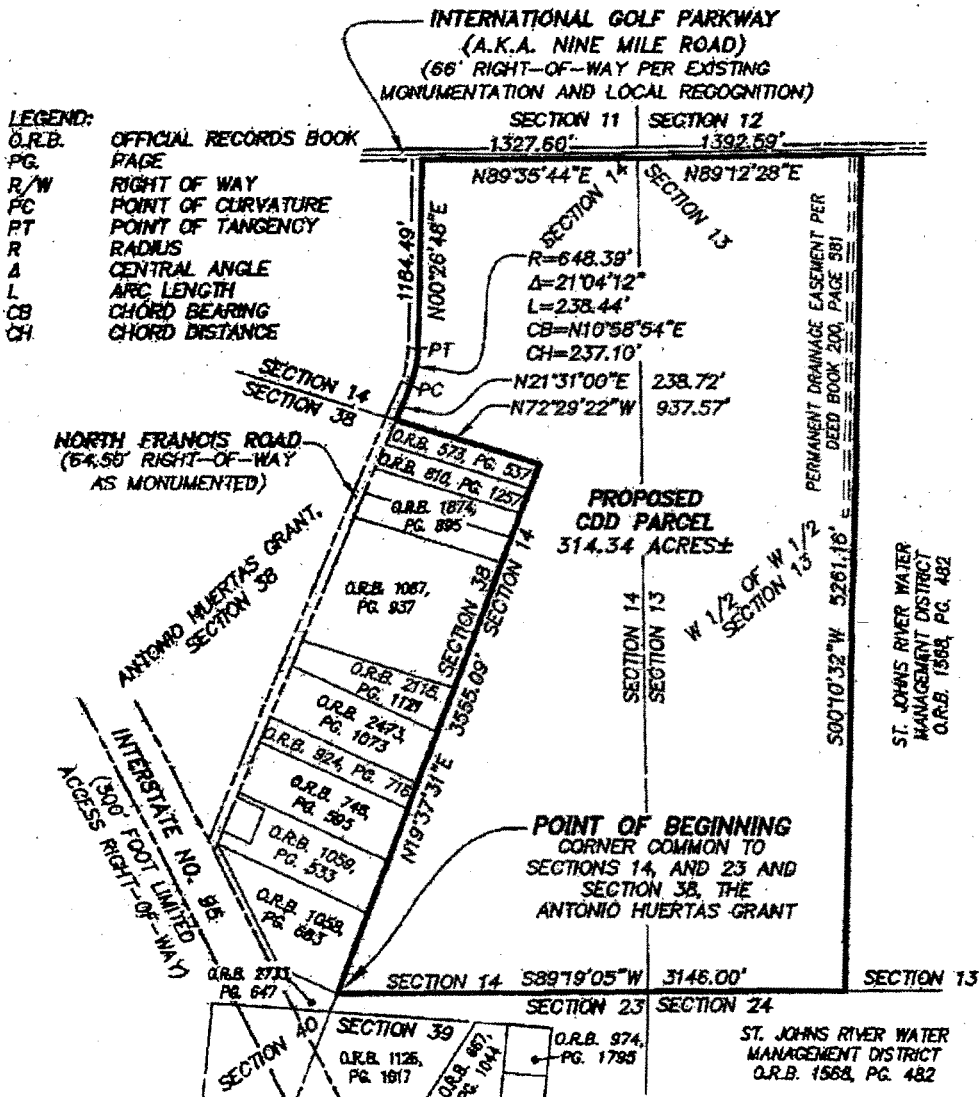 INTERNATIONAL GOLF PARKWAY
(A.K.A. NINE MILE ROAD)
(66' RIGHT-OF-WAY PER EXISTING
MONUMENTATION AND LOCAL RECOGNITION)
LEGEND:
O.R.B. OFFICIAL RECORDS BOOK
PG. PAGE
R/W RIGHT OF WAY
PC POINT OF CURVATURE
PT POINT OF TANGENCY
R RADIUS
Δ CENTRAL ANGLE
L ARC LENGTH
CB CHORD BEARING
CH CHORD DISTANCE
SECTION 11 SECTION 12
1327.60' 1392.59'
N89°35'44"E N89°12'28"E
SECTION 14
SECTION 13
1184.49'
N00°26'48"E
R=648.39'
Δ=21°04'12"
L=238.44'
CB=N10°58'54"E
CH=237.10'
PT
PC
N21°31'00"E 238.72'
N72°29'22"W 937.57'
PERMANENT DRAINAGE EASEMENT PER
DEED BOOK 200, PAGE 581
SECTION 14
SECTION 38
NORTH FRANCIS ROAD
(64.50' RIGHT-OF-WAY
AS MONUMENTED)
O.R.B. 573, PG. 537
O.R.B. 810, PG. 1257
O.R.B. 1874,
PG. 895
O.R.B. 1067,
PG. 937
O.R.B. 2115,
PG. 1121
O.R.B. 2473,
PG. 1073
O.R.B. 924, PG. 715
O.R.B. 748,
PG. 595
O.R.B. 1059,
PG. 533
O.R.B. 1058,
PG. 683
SECTION 38
SECTION 14
N19°37'31"E 3565.09'
PROPOSED
CDD PARCEL
314.34 ACRES±
ANTONIO HUERTAS GRANT,
SECTION 38
W 1/2 OF W 1/2
SECTION 13
SECTION 14
SECTION 13
S00°10'32"W 5261.16'
ST. JOHNS RIVER WATER
MANAGEMENT DISTRICT
O.R.B. 1568, PG. 482
INTERSTATE NO. 95
(300' FOOT LIMITED
ACCESS RIGHT-OF-WAY)
POINT OF BEGINNING
CORNER COMMON TO
SECTIONS 14, AND 23 AND
SECTION 38, THE
ANTONIO HUERTAS GRANT
O.R.B. 2733,
PG. 647
SECTION 14 S89°19'05"W 3146.00' SECTION 13
SECTION 23 SECTION 24
SECTION 40
SECTION 39
O.R.B. 1126,
PG. 1617
O.R.B. 667,
PG. 1044
O.R.B. 974,
PG. 1795
ST. JOHNS RIVER WATER
MANAGEMENT DISTRICT
O.R.B. 1568, PG. 482